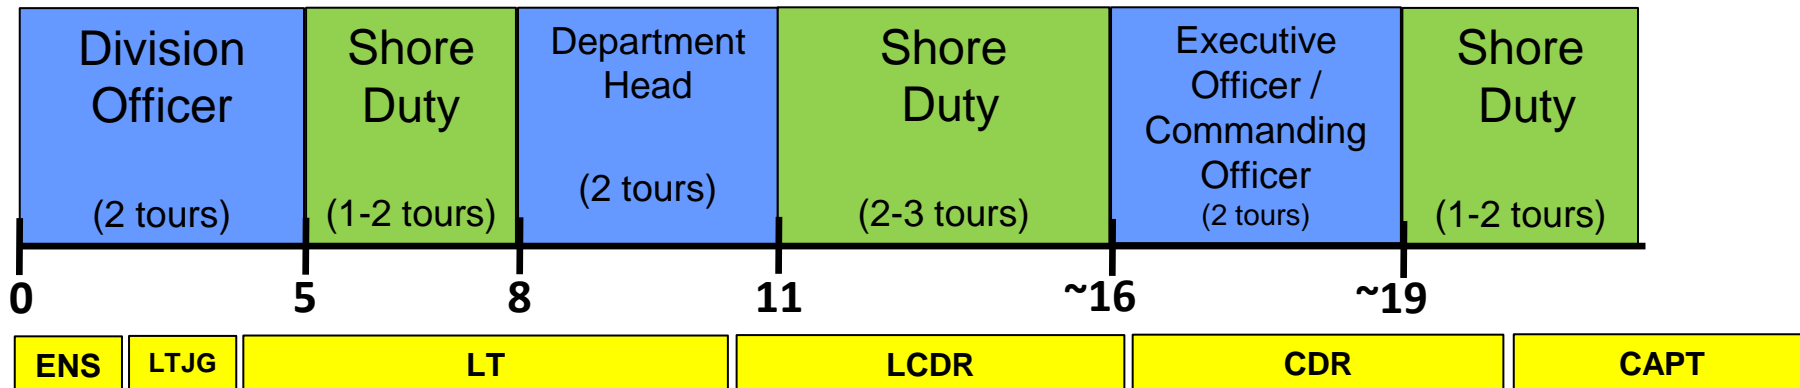 Division
Officer
(2 tours)
Shore
Duty
(1-2 tours)
Department
Head
(2 tours)
Shore
Duty
(2-3 tours)
Executive
Officer /
Commanding
Officer
(2 tours)
Shore
Duty
(1-2 tours)
0 5 8 11 ~16 ~19
ENS LTJG LT LCDR CDR CAPT